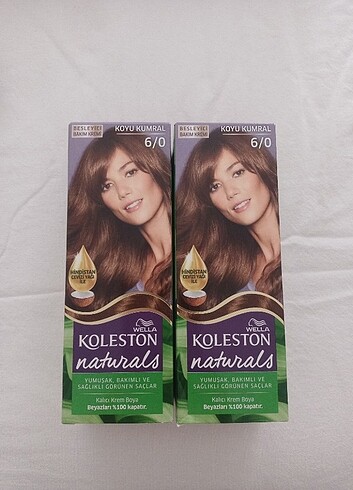 BESLEYİCİ
BAKIM KREMİ
KOYU KUMRAL
6/0
HİNDİSTAN
CEVİZİ YAĞI
İLE
WELLA
KOLESTON
naturals
YUMUŞAK, BAKIMLI VE
SAĞLIKLI GÖRÜNEN SAÇLAR
Kalıcı Krem Boya
Beyazları %100 kapatır.
BESLEYİCİ
BAKIM KREMİ
KOYU KUMRAL
6/0
HİNDİSTAN
CEVİZİ YAĞI
İLE
WELLA
KOLESTON
naturals
YUMUŞAK, BAKIMLI VE
SAĞLIKLI GÖRÜNEN SAÇLAR
Kalıcı Krem Boya
Beyazları %100 kapatır.